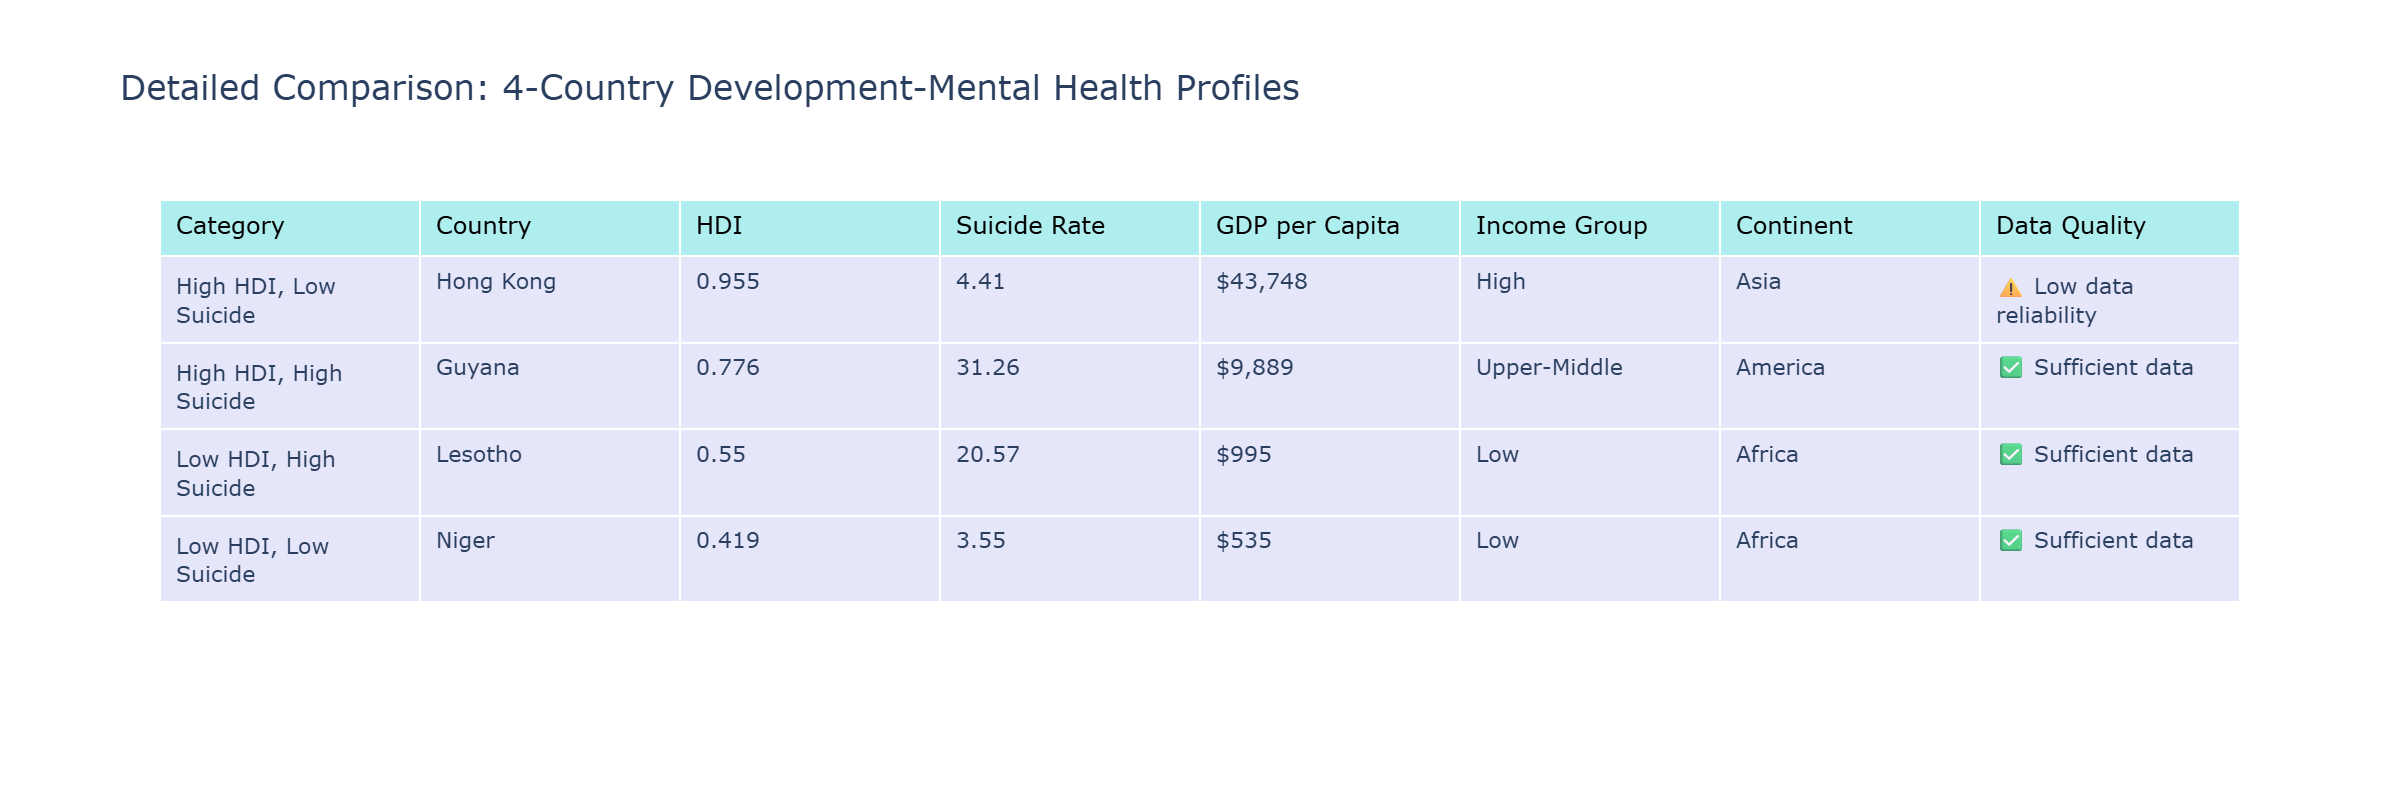 Detailed Comparison: 4-Country Development-Mental Health Profiles
Category Country HDI Suicide Rate GDP per Capita Income Group Continent Data Quality
High HDI, Low Hong Kong 0.955 4.41 $43,748 High Asia ⚠️ Low data
Suicide reliability
High HDI, High Guyana 0.776 31.26 $9,889 Upper-Middle America ✅ Sufficient data
Suicide
Low HDI, High Lesotho 0.55 20.57 $995 Low Africa ✅ Sufficient data
Suicide
Low HDI, Low Niger 0.419 3.55 $535 Low Africa ✅ Sufficient data
Suicide